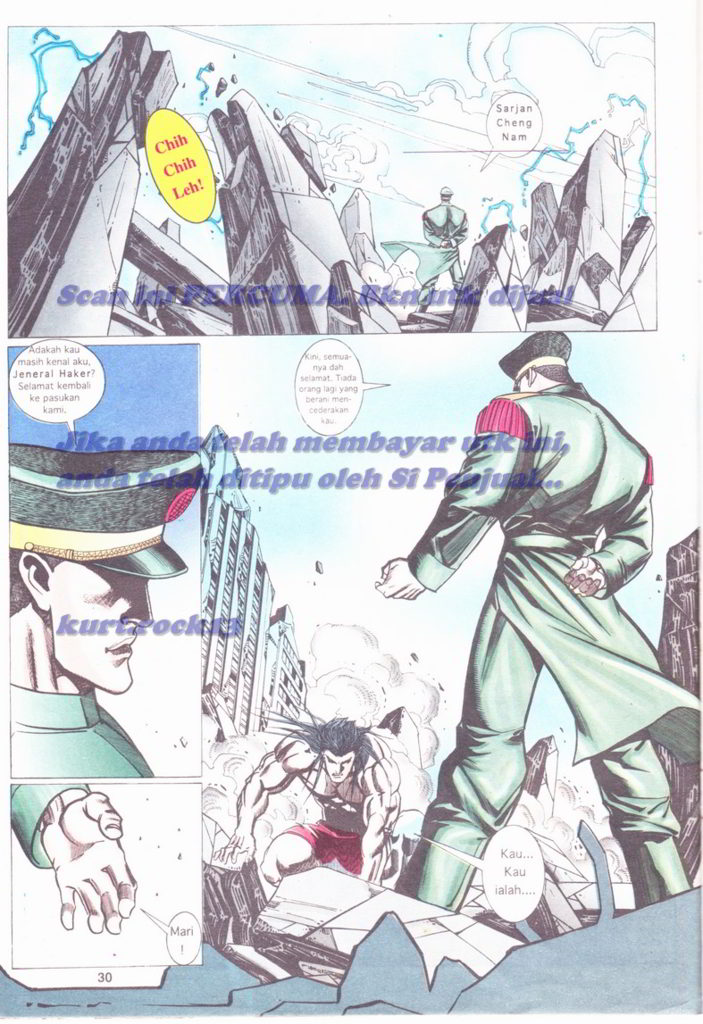 Chih
Chih
Leh!
Sarjan
Cheng
Nam
Scan ini PERCUMA. Bkn utk dijual
Adakah kau
masih kenal aku,
Jeneral Haker?
Selamat kembali
ke pasukan
kami.
Kini, semua-
nya dah
selamat. Tiada
orang lagi yang
berani men-
cederakan
kau.
Jika anda telah membayar utk ini,
anda telah ditipu oleh Si Penjual...
kurt.rock13
Kau...
Kau
ialah....
Mari
!
30